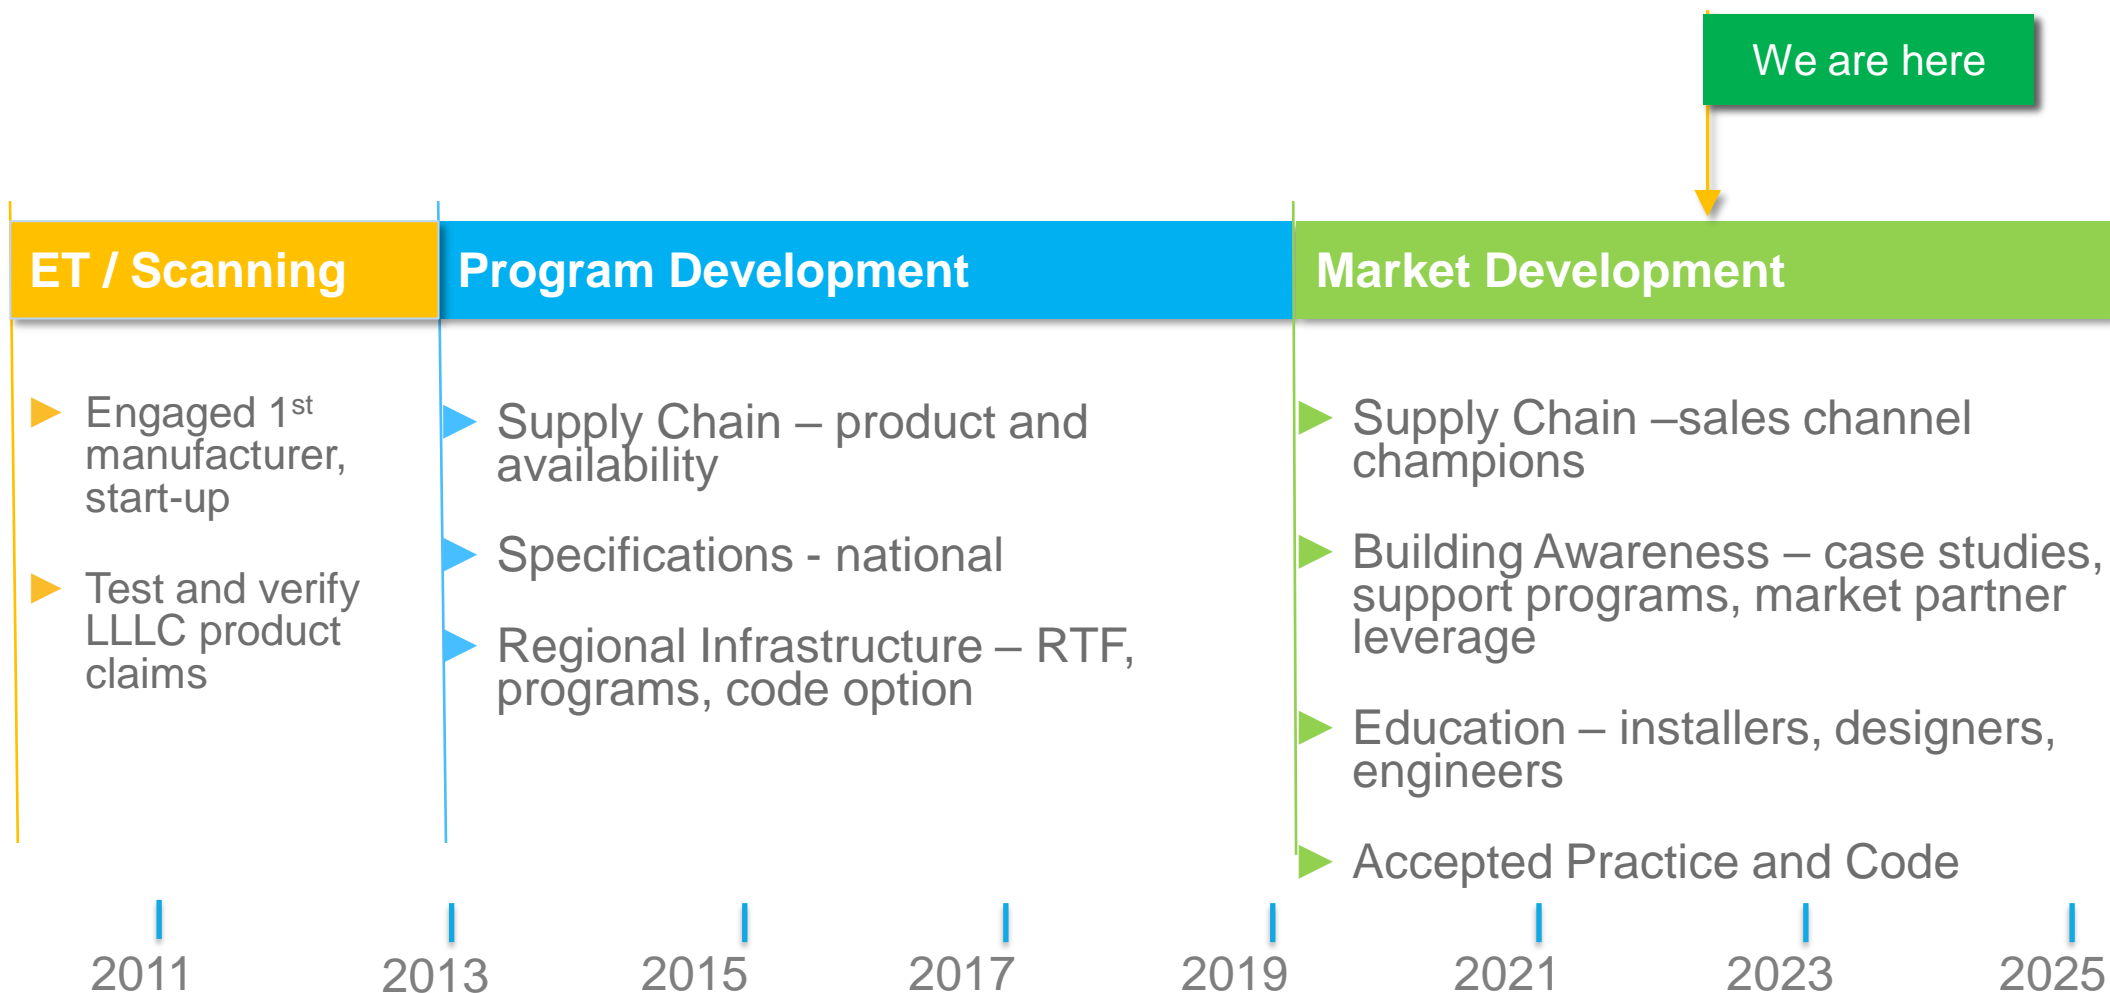 We are here
ET / Scanning
Program Development
Market Development
Engaged 1st
manufacturer,
start-up
Test and verify
LLLC product
claims
Supply Chain – product and
availability
Specifications - national
Regional Infrastructure – RTF,
programs, code option
Supply Chain –sales channel
champions
Building Awareness – case studies,
support programs, market partner
leverage
Education – installers, designers,
engineers
Accepted Practice and Code
2011
2013
2015
2017
2019
2021
2023
2025